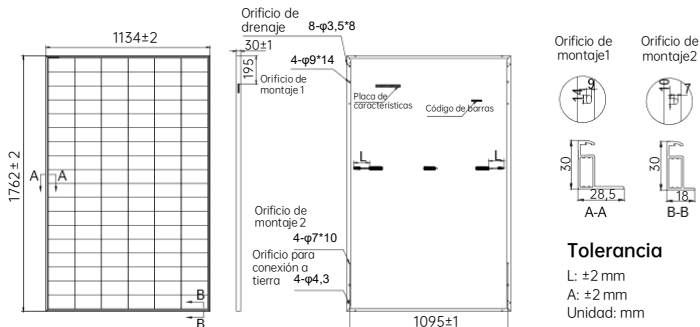 1134±2
1762±2
A
A
B
B
30±1
195
Orificio de
drenaje
8-φ3,5*8
4-φ9*14
Orificio de
montaje 1
Placa de
características
Código de barras
L
L
Orificio de
montaje 2
4-φ7*10
Orificio para
conexión a
tierra
4-φ4,3
1095±1
Orificio de
montaje1
14
9
30
28,5
A-A
Orificio de
montaje2
10
7
30
18
B-B
Tolerancia
L: ±2 mm
A: ±2 mm
Unidad: mm